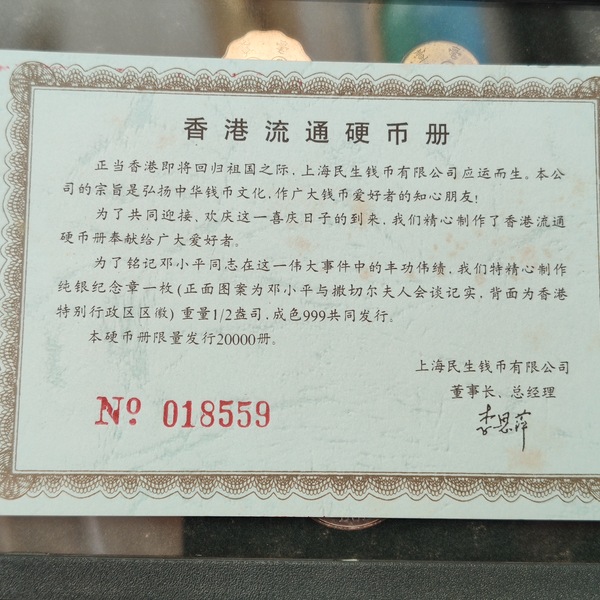 香港流通硬币册
正当香港即将回归祖国之际,上海民生钱币有限公司应运而生。本公
司的宗旨是弘扬中华钱币文化,作广大钱币爱好者的知心朋友!
为了共同迎接、欢庆这一喜庆日子的到来,我们精心制作了香港流通
硬币册奉献给广大爱好者。
为了铭记邓小平同志在这一伟大事件中的丰功伟绩,我们特精心制作
纯银纪念章一枚(正面图案为邓小平与撒切尔夫人会谈记实,背面为香港
特别行政区区徽)重量1/2盎司,成色999共同发行。
本硬币册限量发行20000册。
上海民生钱币有限公司
董事长、总经理
李恩萍
Nº 018559